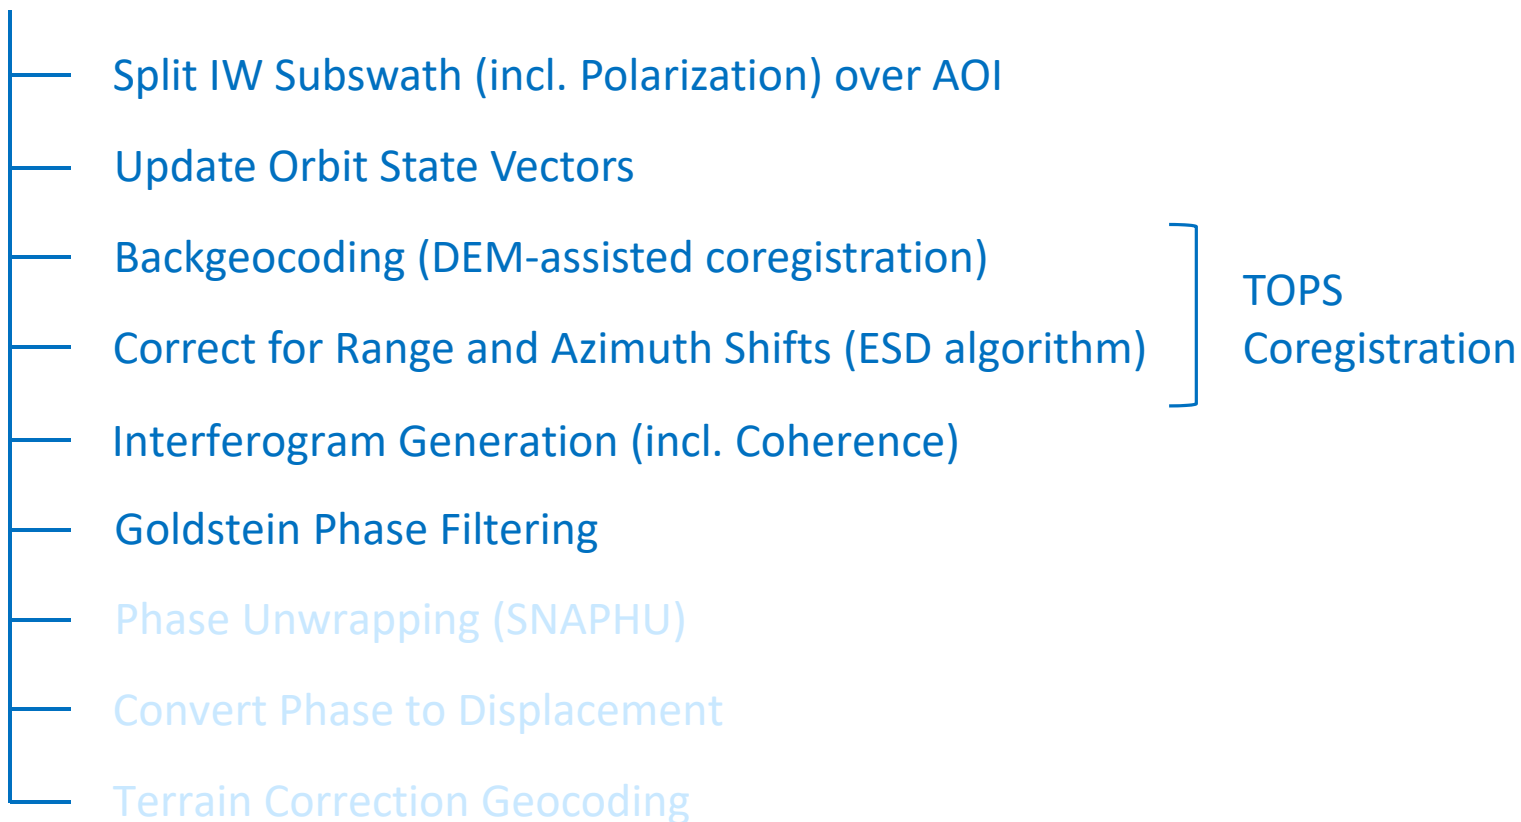 Split IW Subswath (incl. Polarization) over AOI
Update Orbit State Vectors
Backgeocoding (DEM-assisted coregistration)
Correct for Range and Azimuth Shifts (ESD algorithm)
TOPS
Coregistration
Interferogram Generation (incl. Coherence)
Goldstein Phase Filtering
Phase Unwrapping (SNAPHU)
Convert Phase to Displacement
Terrain Correction Geocoding